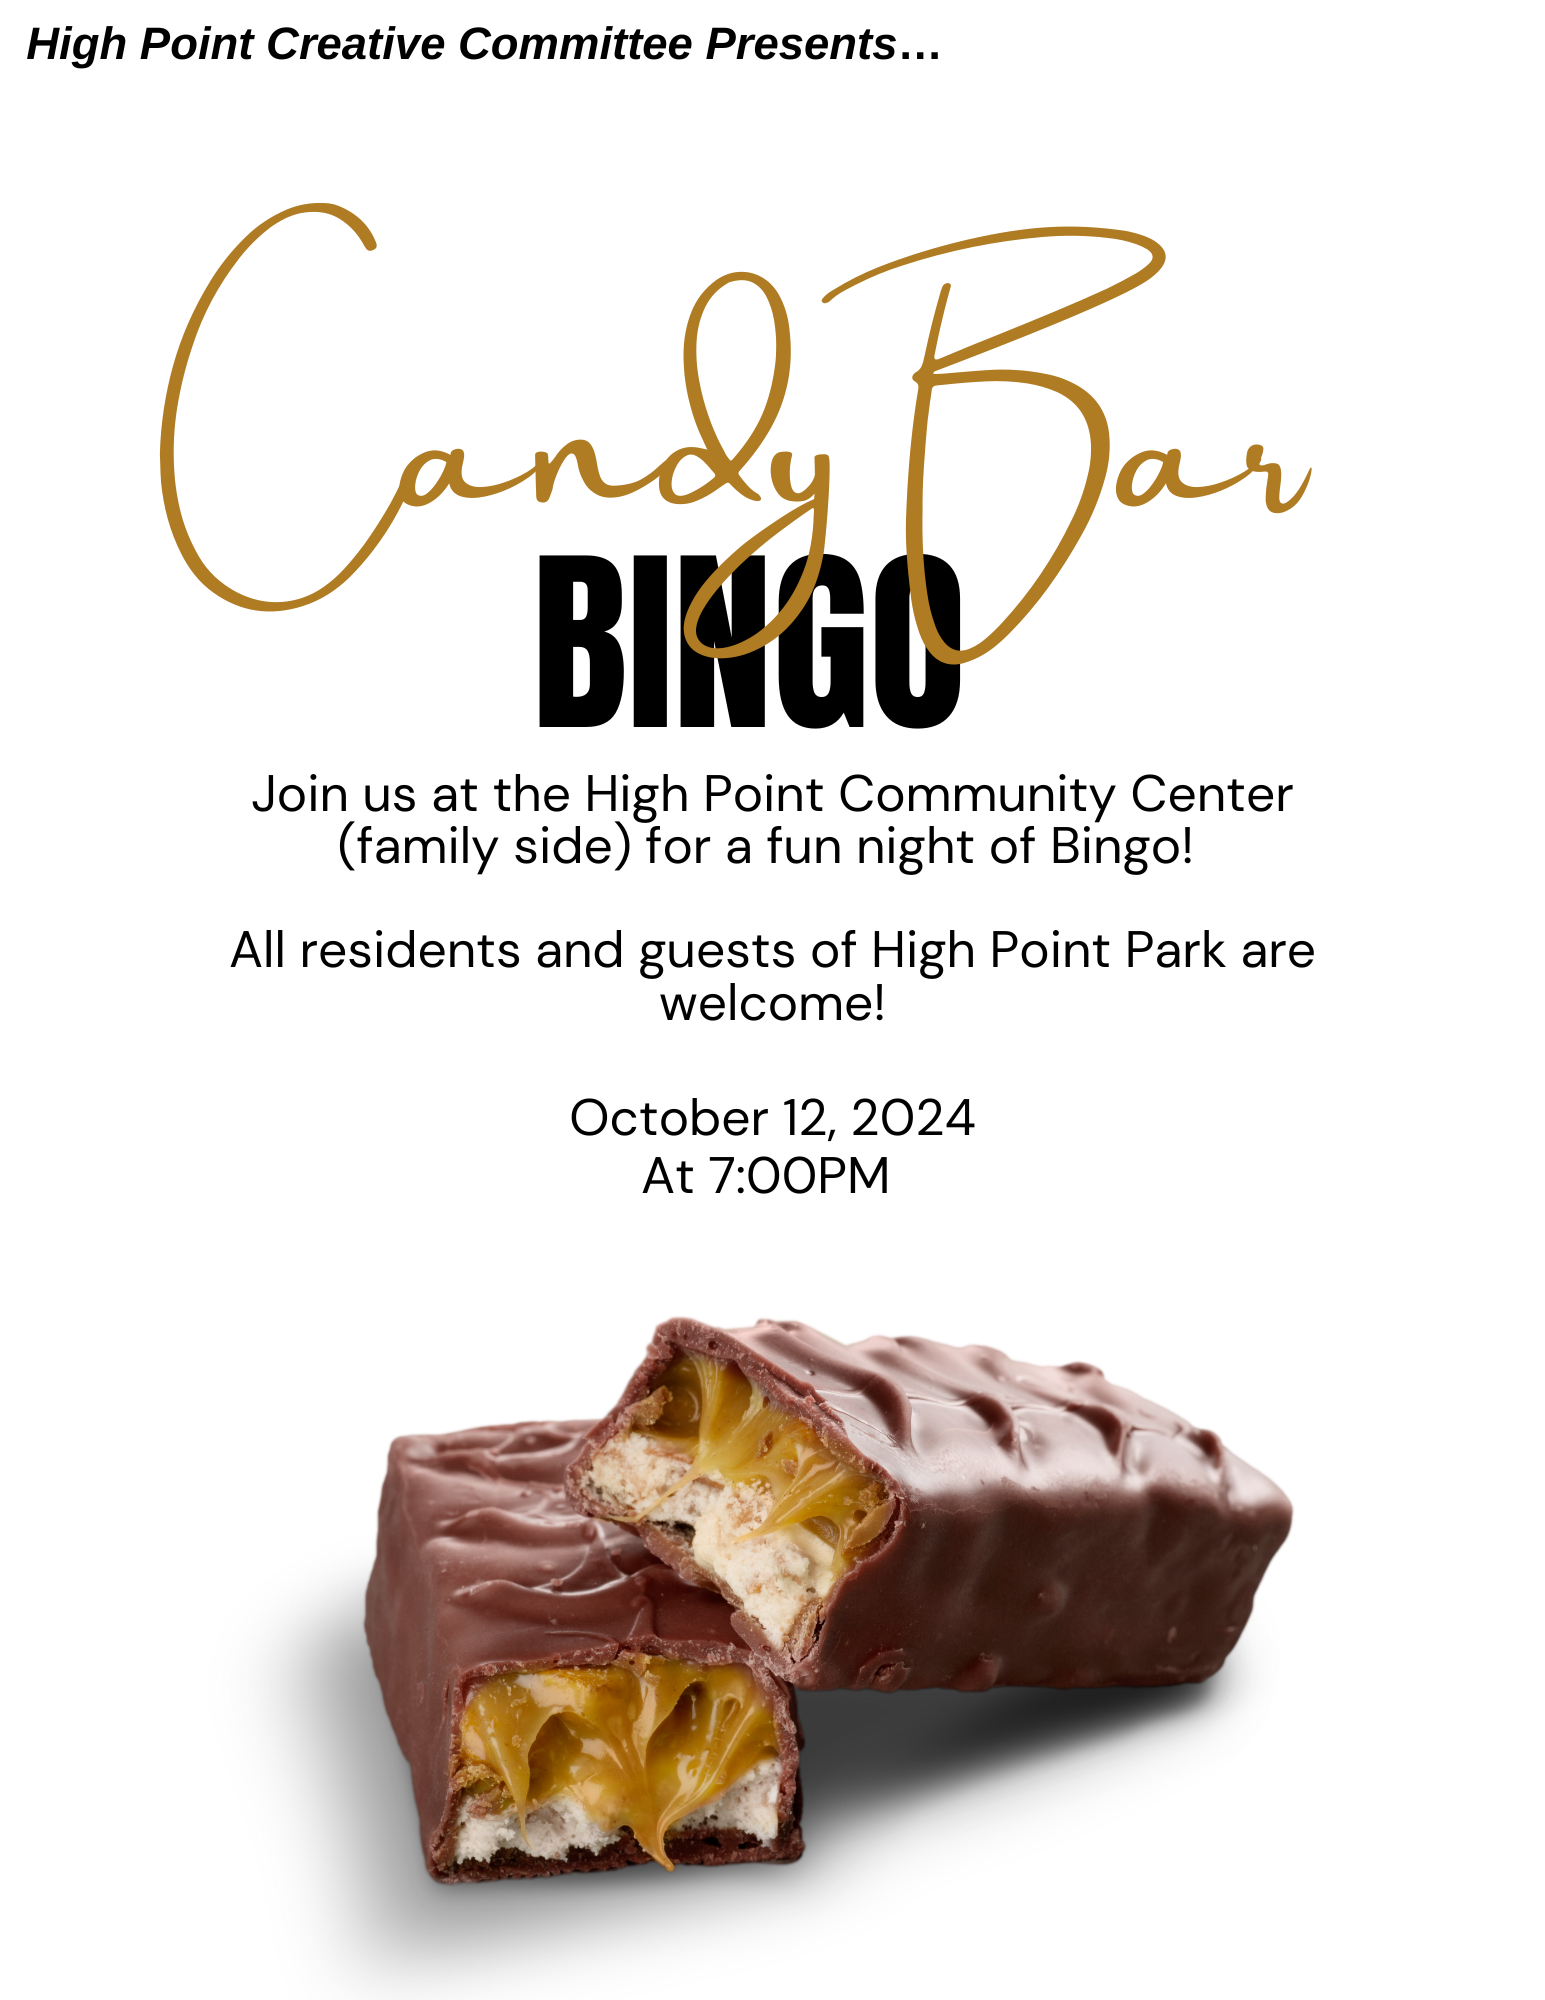 High Point Creative Committee Presents...
Candy Bar
BINGO
Join us at the High Point Community Center
(family side) for a fun night of Bingo!
All residents and guests of High Point Park are
welcome!
October 12, 2024
At 7:00PM